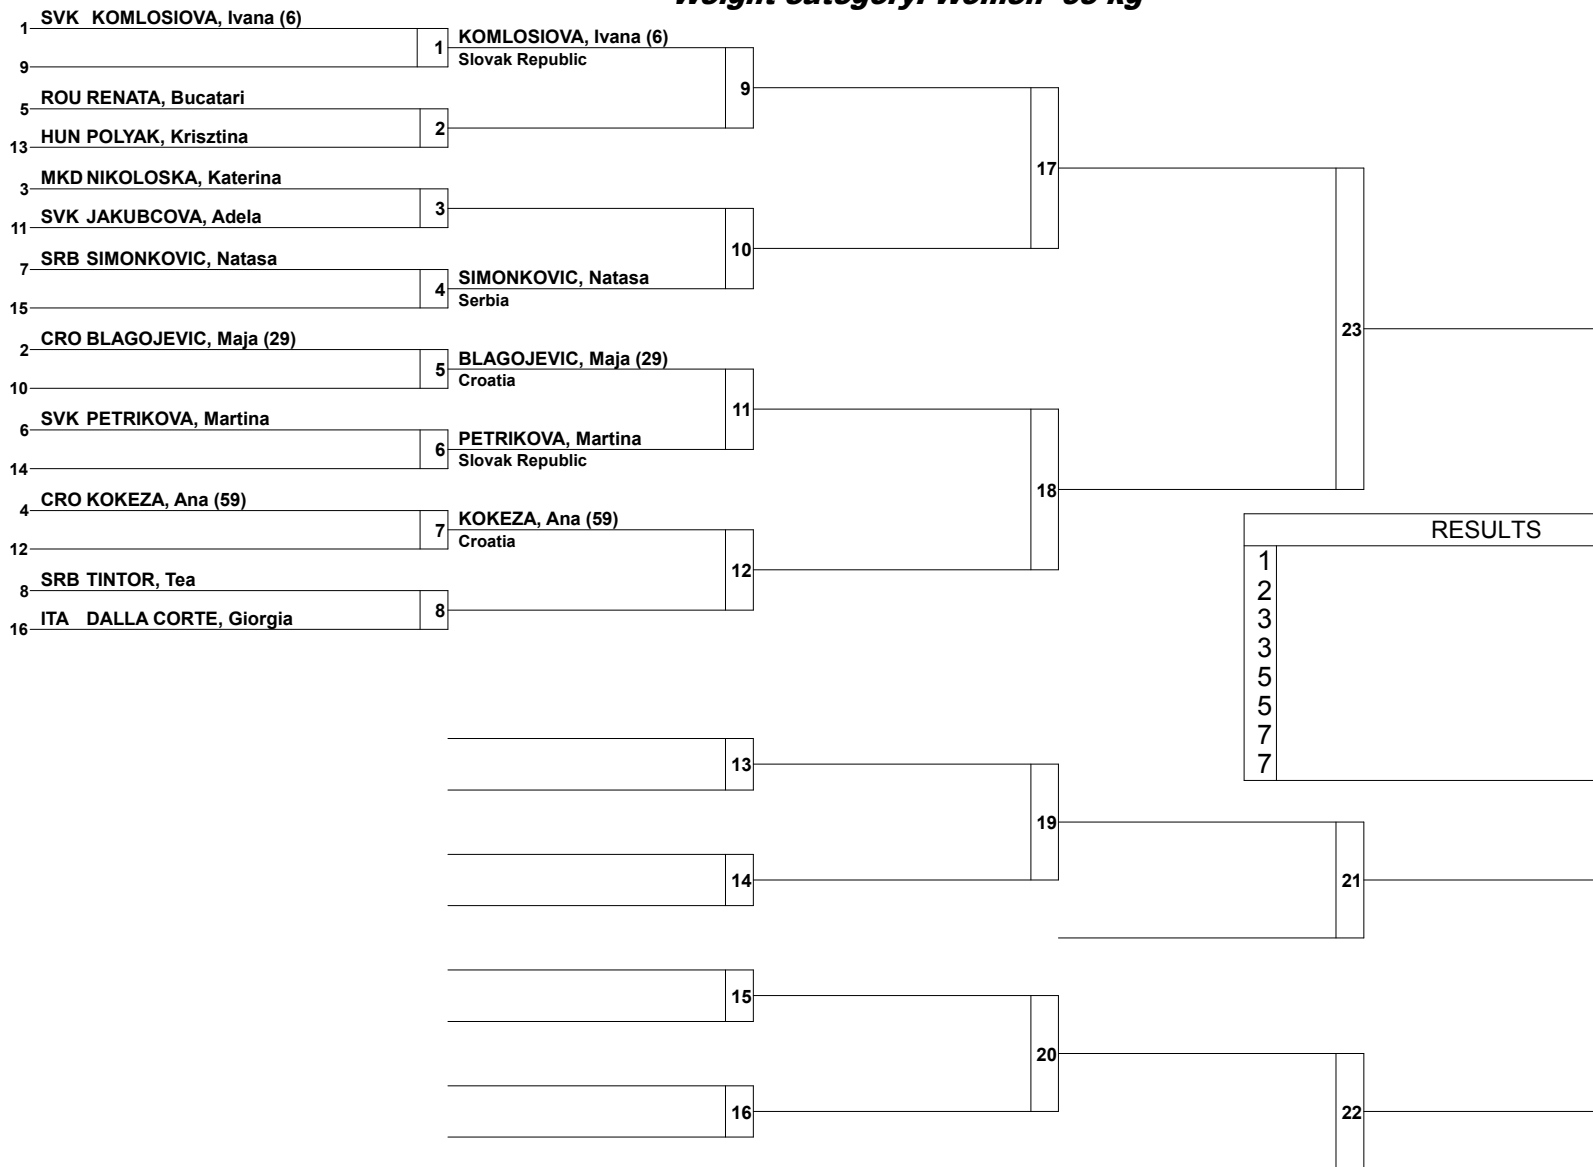 1 SVK KOMLOSIOVA, Ivana (6)
9
1 KOMLOSIOVA, Ivana (6)
Slovak Republic
5 ROU RENATA, Bucatari
13 HUN POLYAK, Krisztina
2
9
3 MKD NIKOLOSKA, Katerina
11 SVK JAKUBCOVA, Adela
3
7 SRB SIMONKOVIC, Natasa
15
4 SIMONKOVIC, Natasa
Serbia
10
17
2 CRO BLAGOJEVIC, Maja (29)
10
5 BLAGOJEVIC, Maja (29)
Croatia
6 SVK PETRIKOVA, Martina
14
6 PETRIKOVA, Martina
Slovak Republic
11
4 CRO KOKEZA, Ana (59)
12
7 KOKEZA, Ana (59)
Croatia
8 SRB TINTOR, Tea
16 ITA DALLA CORTE, Giorgia
8
12
18
23
RESULTS
1
2
3
3
5
5
7
7
13
14
19
21
15
16
20
22